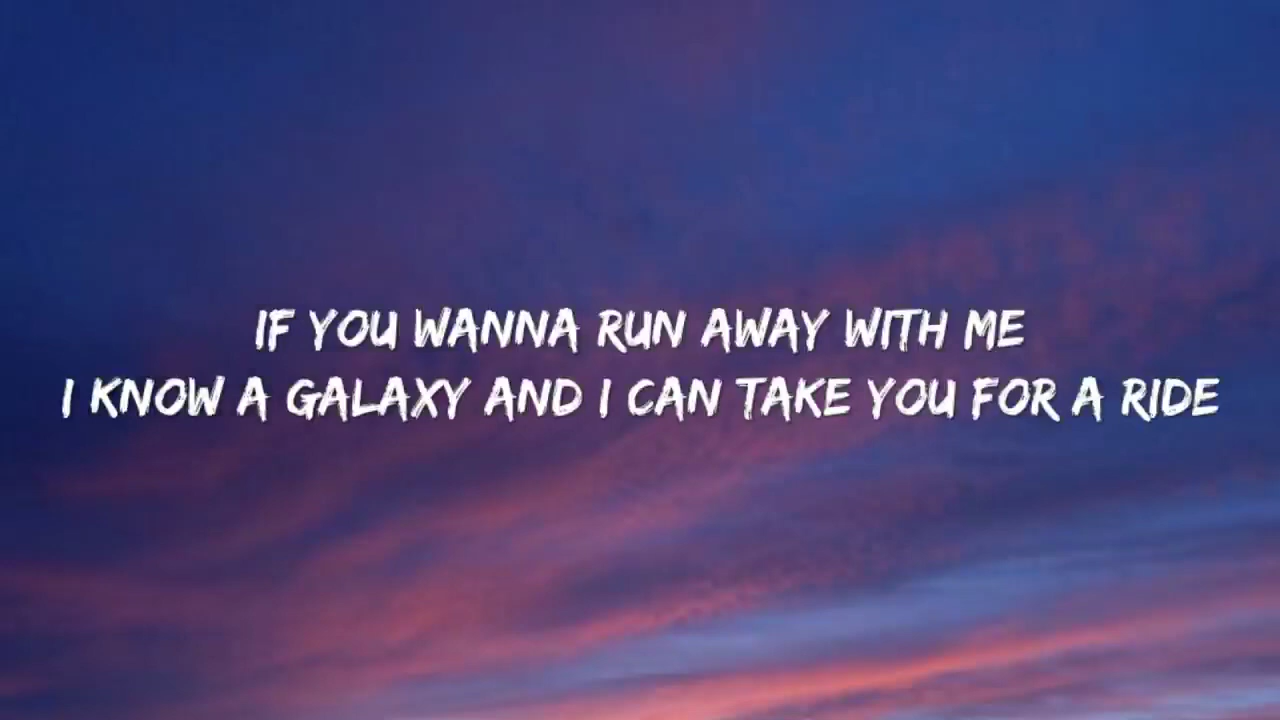 IF YOU WANNA RUN AWAY WITH ME
I KNOW A GALAXY AND I CAN TAKE YOU FOR A RIDE